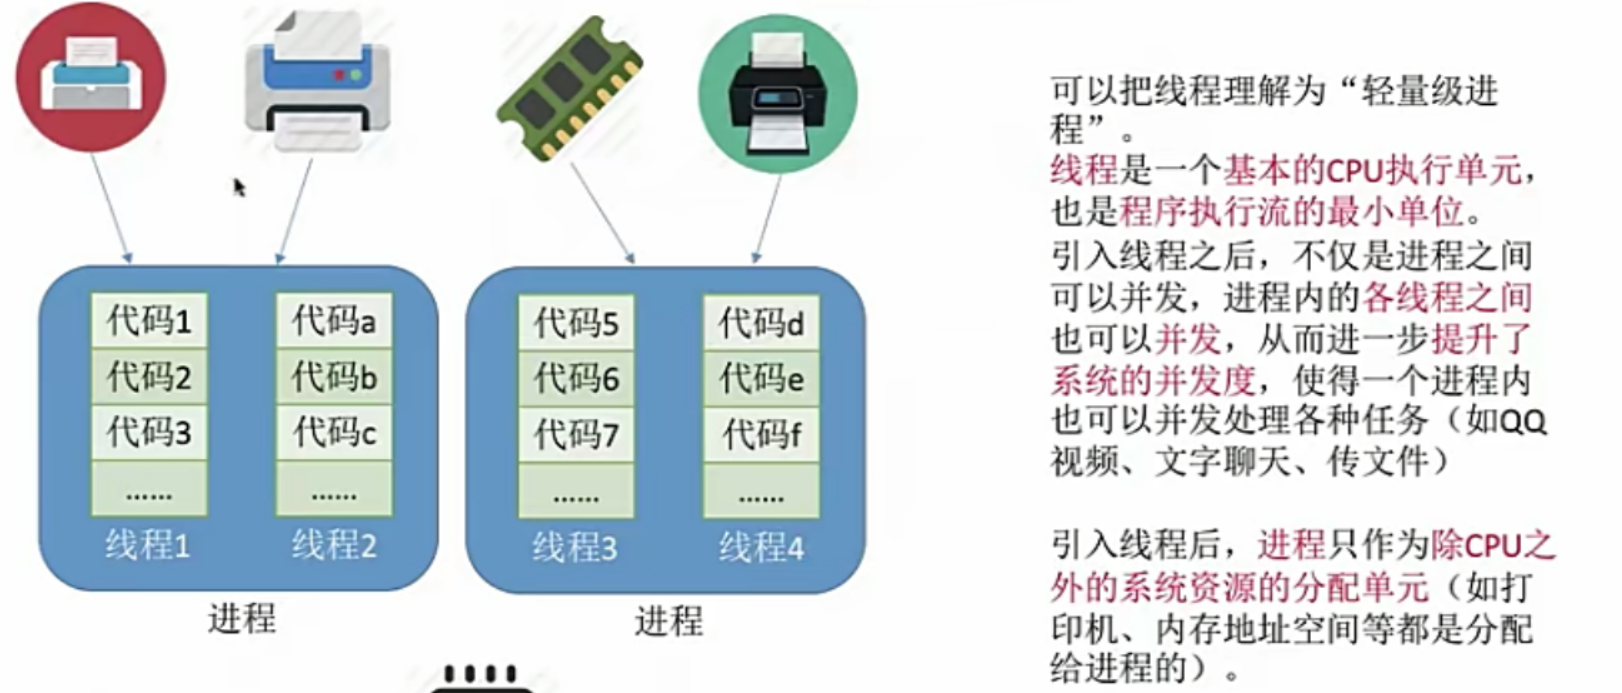 代码1
代码2
代码3
......
线程1
代码a
代码b
代码c
......
线程2
进程
代码5
代码6
代码7
......
线程3
代码d
代码e
代码f
......
线程4
进程
可以把线程理解为“轻量级进
程”。
线程是一个基本的CPU执行单元，
也是程序执行流的最小单位。
引入线程之后，不仅是进程之间
可以并发，进程内的各线程之间
也可以并发，从而进一步提升了
系统的并发度，使得一个进程内
也可以并发处理各种任务（如QQ
视频、文字聊天、传文件）
引入线程后，进程只作为除CPU之
外的系统资源的分配单元（如打
印机、内存地址空间等都是分配
给进程的）。